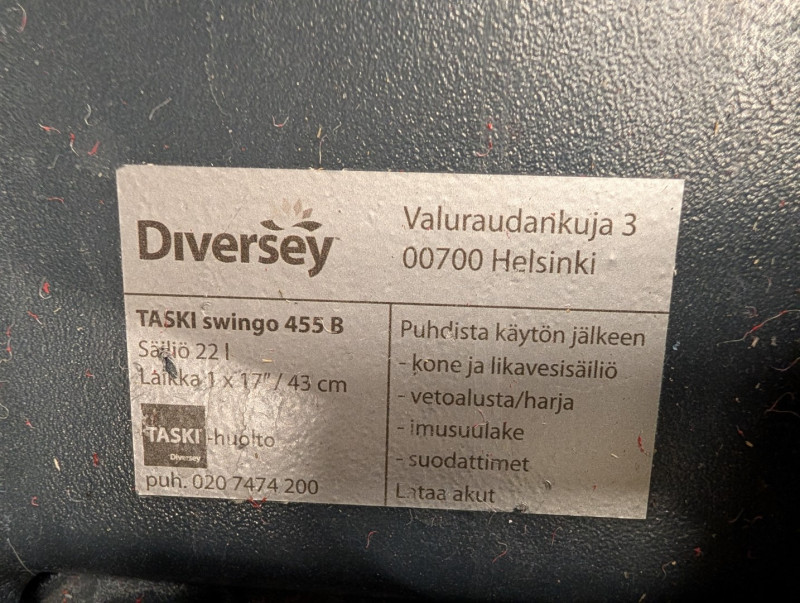 Diversey
Valuraudankuja 3
00700 Helsinki
TASKI swingo 455 B
Säiliö 22 l
Laikka 1 x 17" / 43 cm
TASKI -huolto
Diversey
puh. 020 7474 200
Puhdista käytön jälkeen
- kone ja likavesisäiliö
- vetoalusta/harja
- imusuulake
- suodattimet
Lataa akut